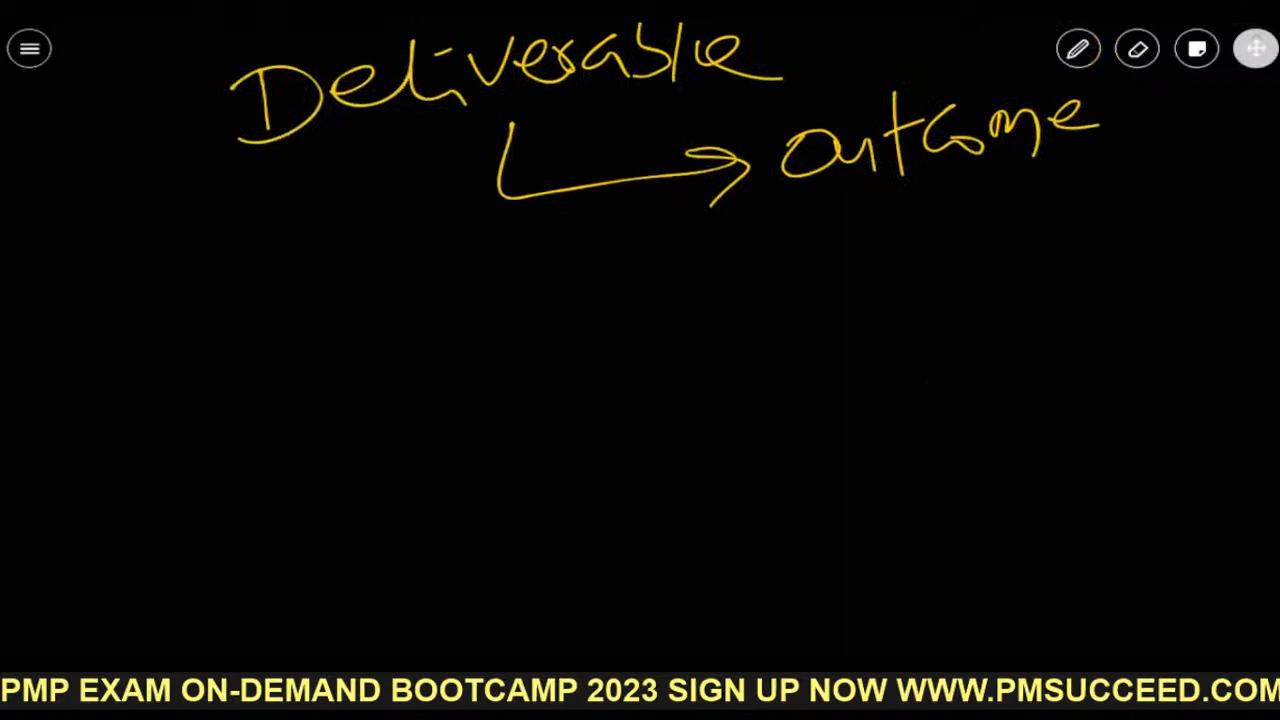 Deliverable
outcome
PMP EXAM ON-DEMAND BOOTCAMP 2023 SIGN UP NOW WWW.PMSUCCEED.COM